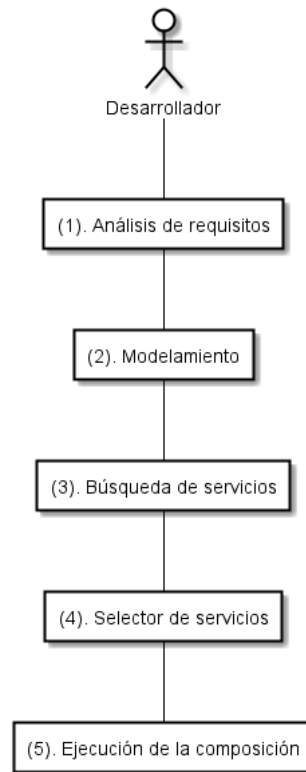 Desarrollador
(1). Análisis de requisitos
(2). Modelamiento
(3). Búsqueda de servicios
(4). Selector de servicios
(5). Ejecución de la composición